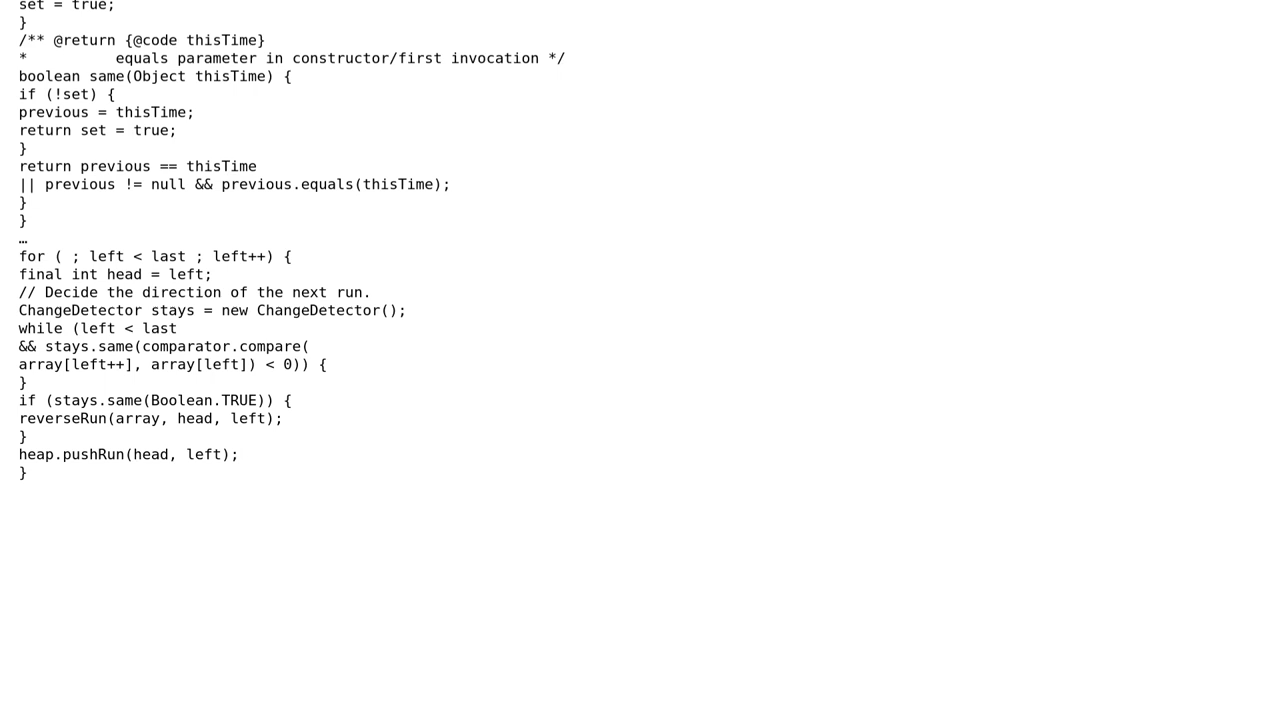 set = true;
}
/** @return {@code thisTime}
*          equals parameter in constructor/first invocation */
boolean same(Object thisTime) {
if (!set) {
previous = thisTime;
return set = true;
}
return previous == thisTime
|| previous != null && previous.equals(thisTime);
}
}
…
for ( ; left < last ; left++) {
final int head = left;
// Decide the direction of the next run.
ChangeDetector stays = new ChangeDetector();
while (left < last
&& stays.same(comparator.compare(
array[left++], array[left]) < 0)) {
}
if (stays.same(Boolean.TRUE)) {
reverseRun(array, head, left);
}
heap.pushRun(head, left);
}